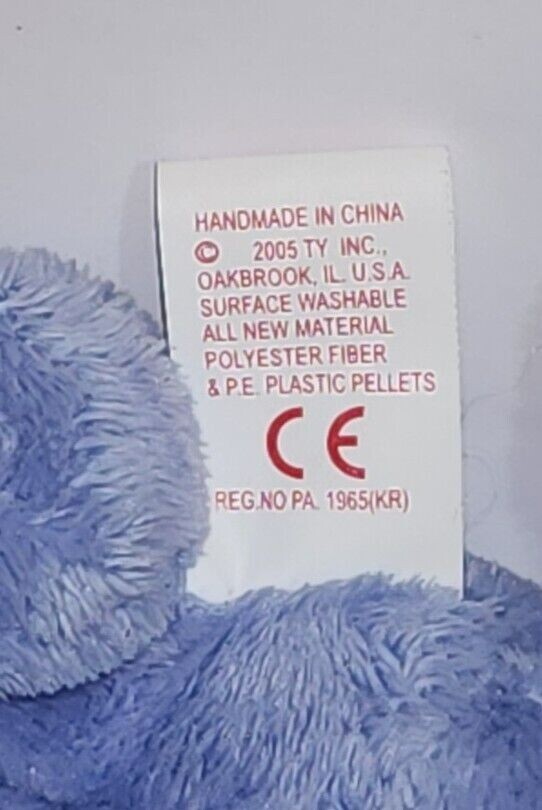 HANDMADE IN CHINA
© 2005 TY INC.,
OAKBROOK, IL. U.S.A.
SURFACE WASHABLE
ALL NEW MATERIAL
POLYESTER FIBER
& P.E. PLASTIC PELLETS
CE
REG.NO PA. 1965(KR)